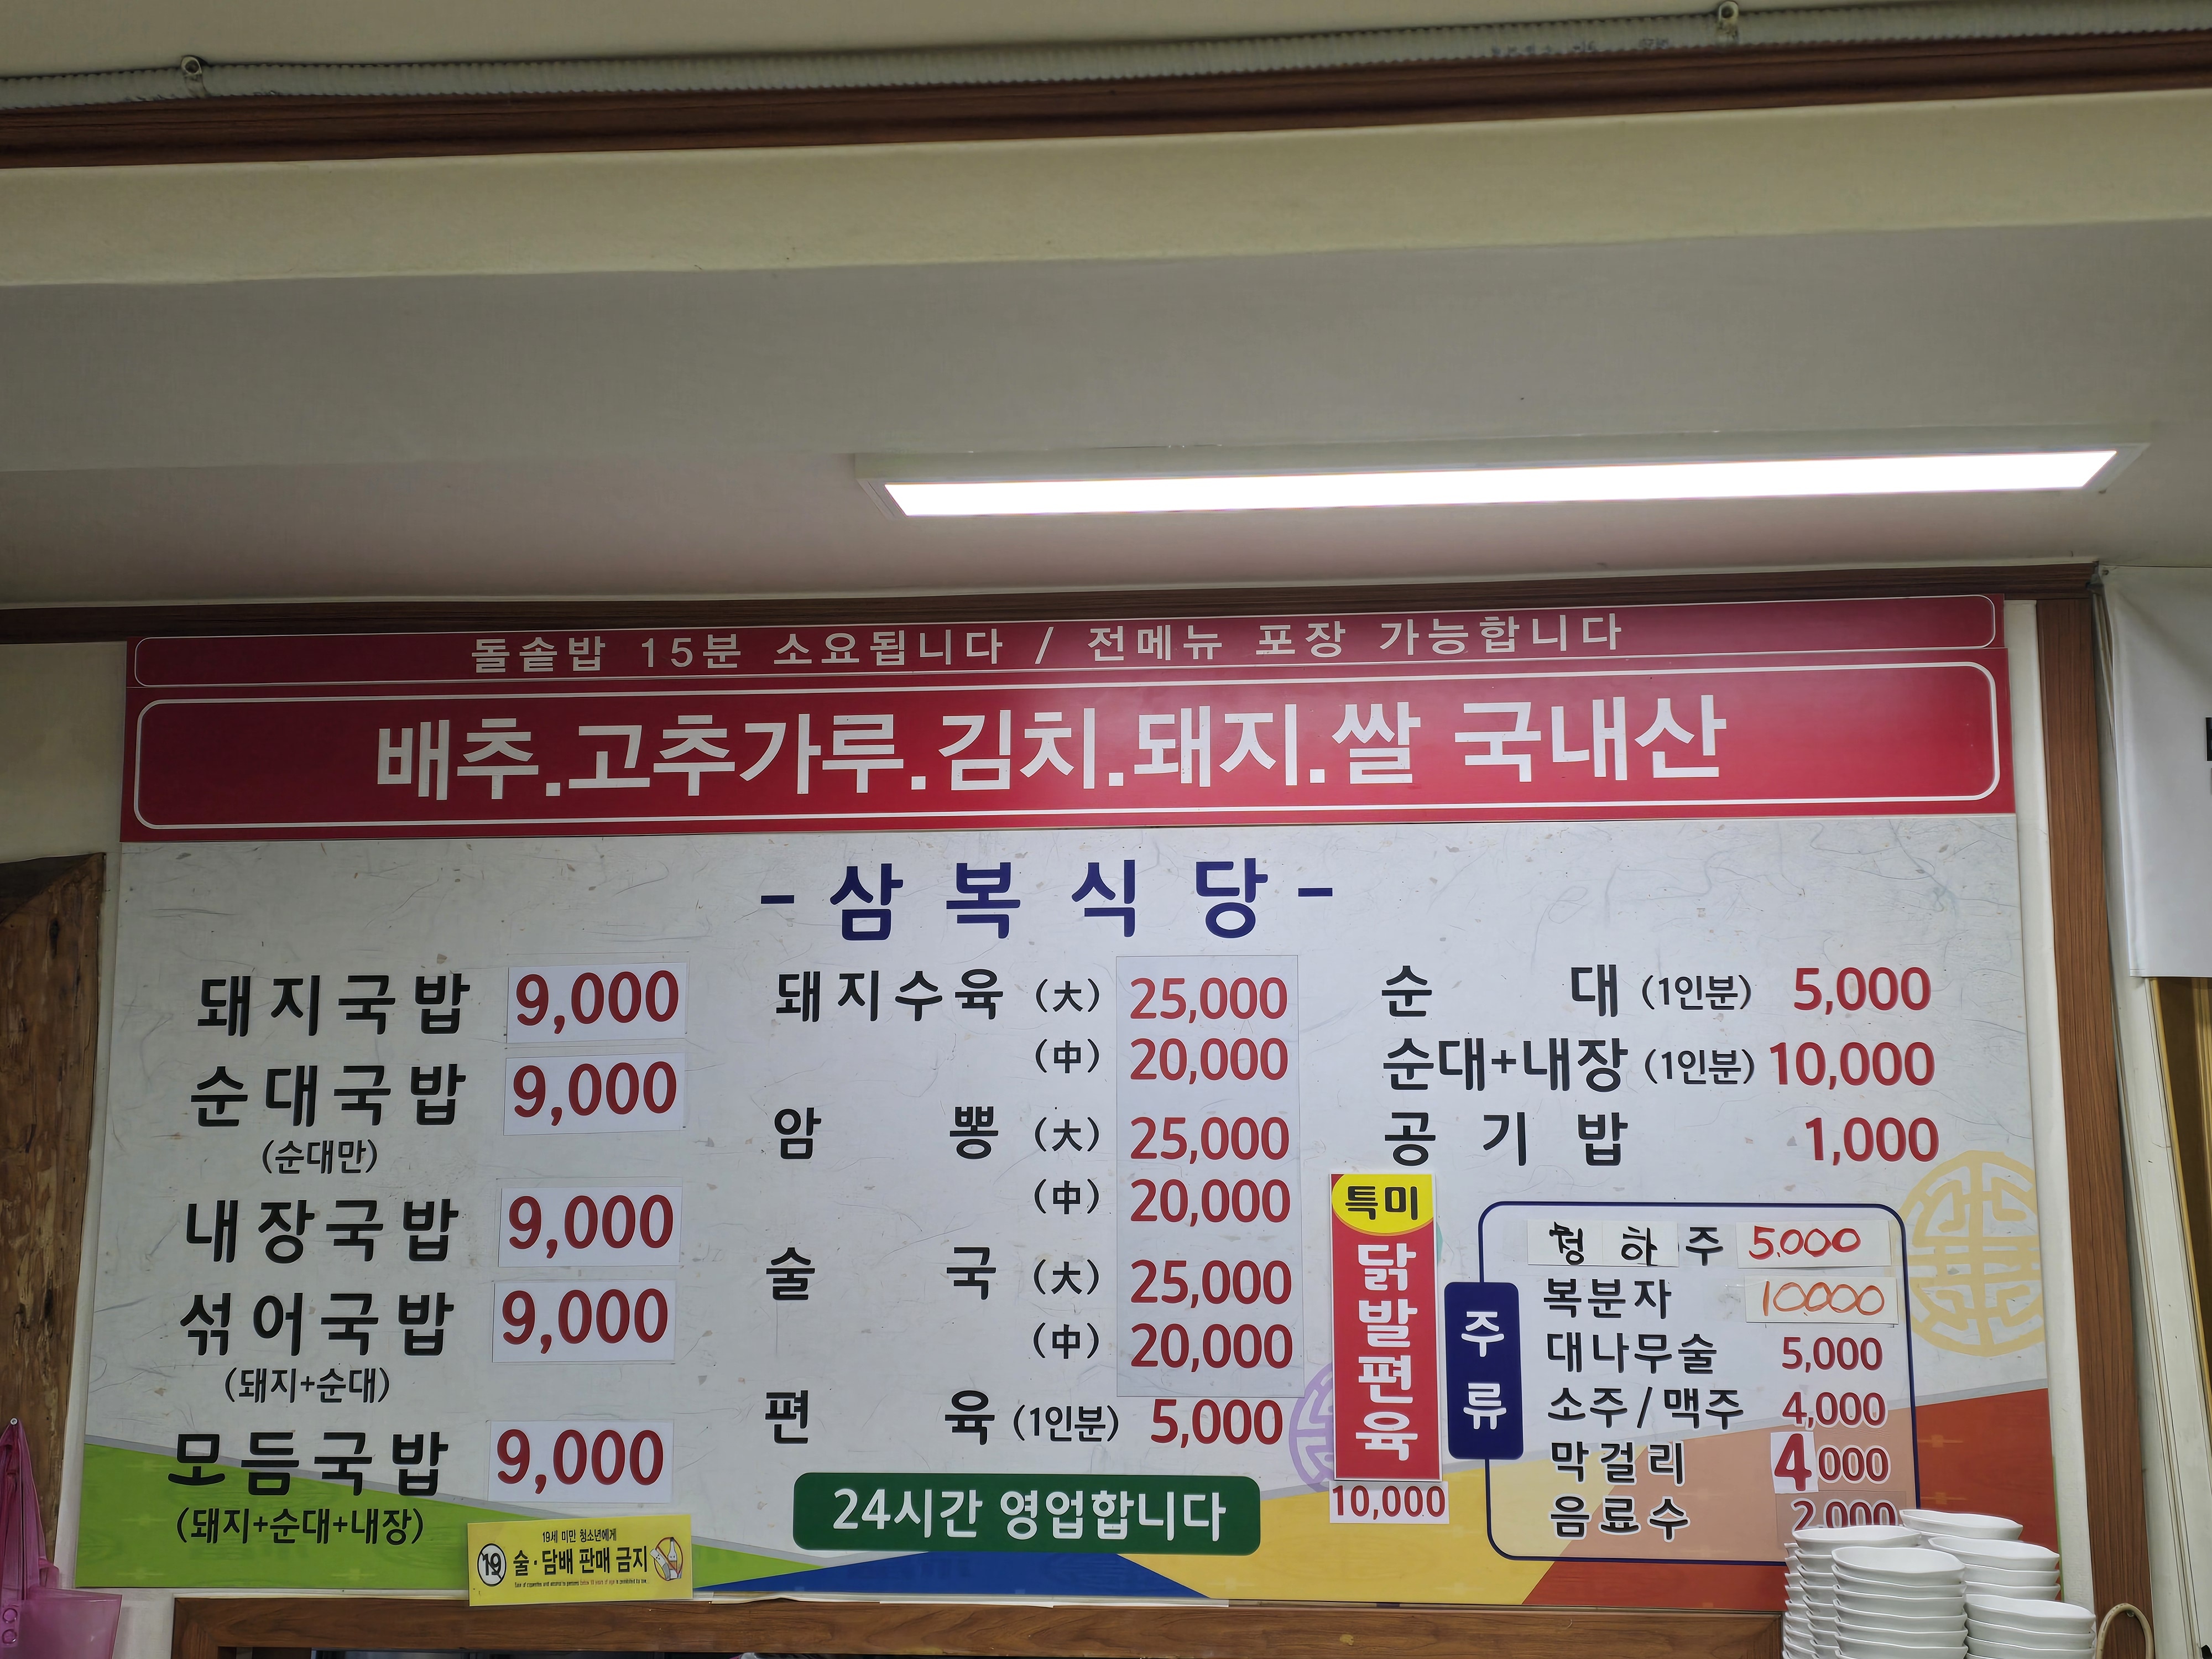 돌솥밥 15분 소요됩니다 / 전메뉴 포장 가능합니다
배추.고추가루.김치.돼지.쌀 국내산
- 삼 복 식 당 -
돼지국밥 9,000
순대국밥 9,000
(순대만)
내장국밥 9,000
섞어국밥 9,000
(돼지+순대)
모듬국밥 9,000
(돼지+순대+내장)
돼지수육 (大) 25,000
(中) 20,000
암 뽕 (大) 25,000
(中) 20,000
술 국 (大) 25,000
(中) 20,000
편 육 (1인분) 5,000
24시간 영업합니다
순 대 (1인분) 5,000
순대+내장 (1인분) 10,000
공 기 밥 1,000
특미
닭발편육
10,000
주류
청 하 주 5.000
복분자 10.000
대나무술 5,000
소주/맥주 4,000
막걸리 4,000
음료수 2,000
19세 미만 청소년에게
19 술·담배 판매 금지